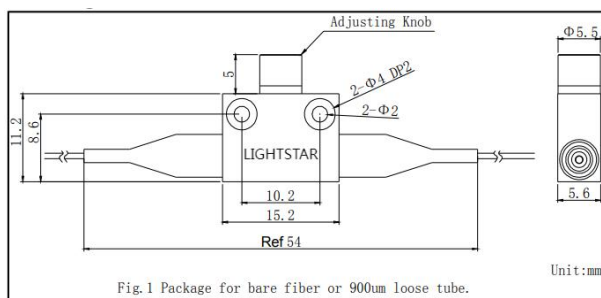 Adjusting Knob
Φ5.5
5
2-Φ4 DP2
2-Φ2
11.2
8.6
LIGHTSTAR
10.2
15.2
5.6
Ref 54
Unit:mm
Fig.1 Package for bare fiber or 900um loose tube.